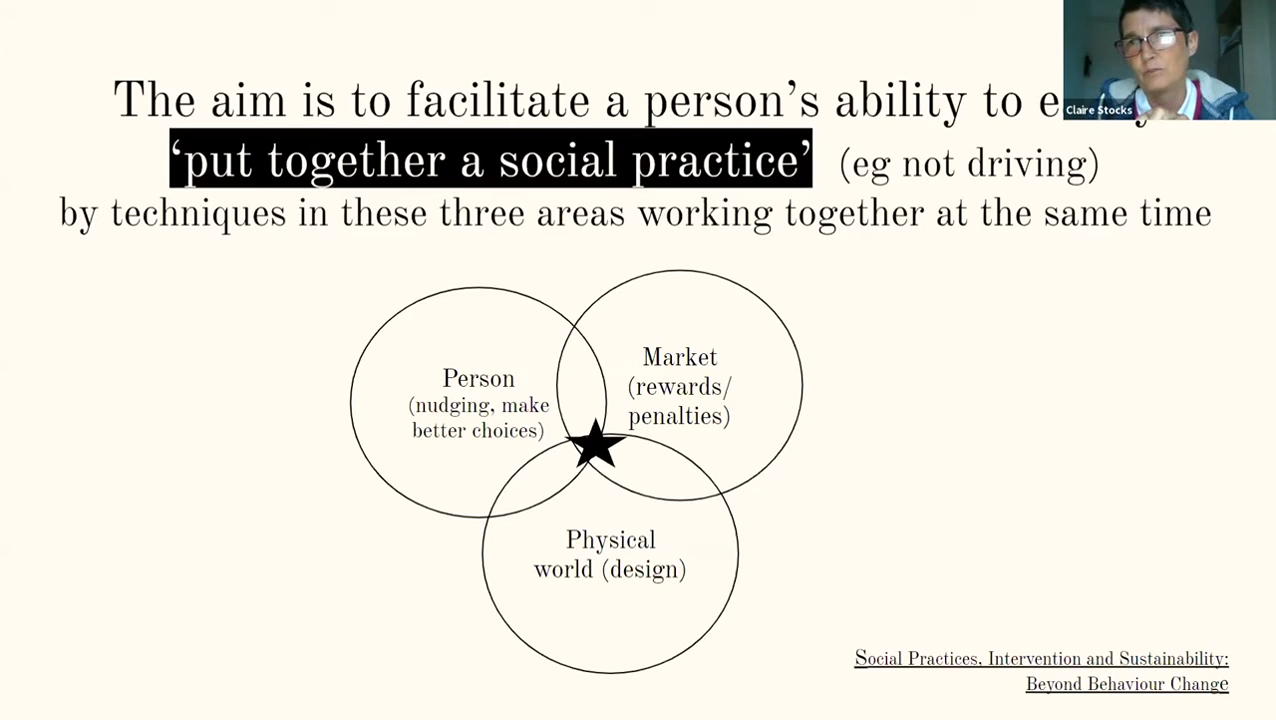 The aim is to facilitate a person's ability to
'put together a social practice' (eg not driving)
by techniques in these three areas working together at the same time
Claire Stocks
Person
(nudging, make
better choices)
Market
(rewards/
penalties)
Physical
world (design)
Social Practices, Intervention and Sustainability:
Beyond Behaviour Change